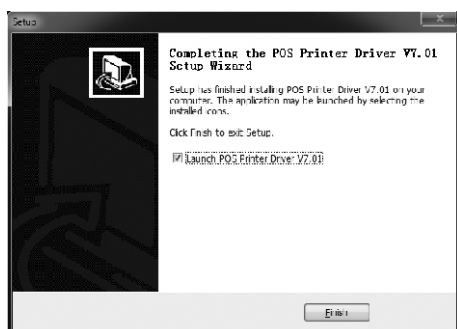 Setup
Completing the POS Printer Driver V7.01
Setup Wizard
Setup has finished installing POS Printer Driver V7.01 on your
computer. The application may be launched by selecting the
installed icons.
Click Finish to exit Setup.
Launch POS Printer Driver V7.01
Finish